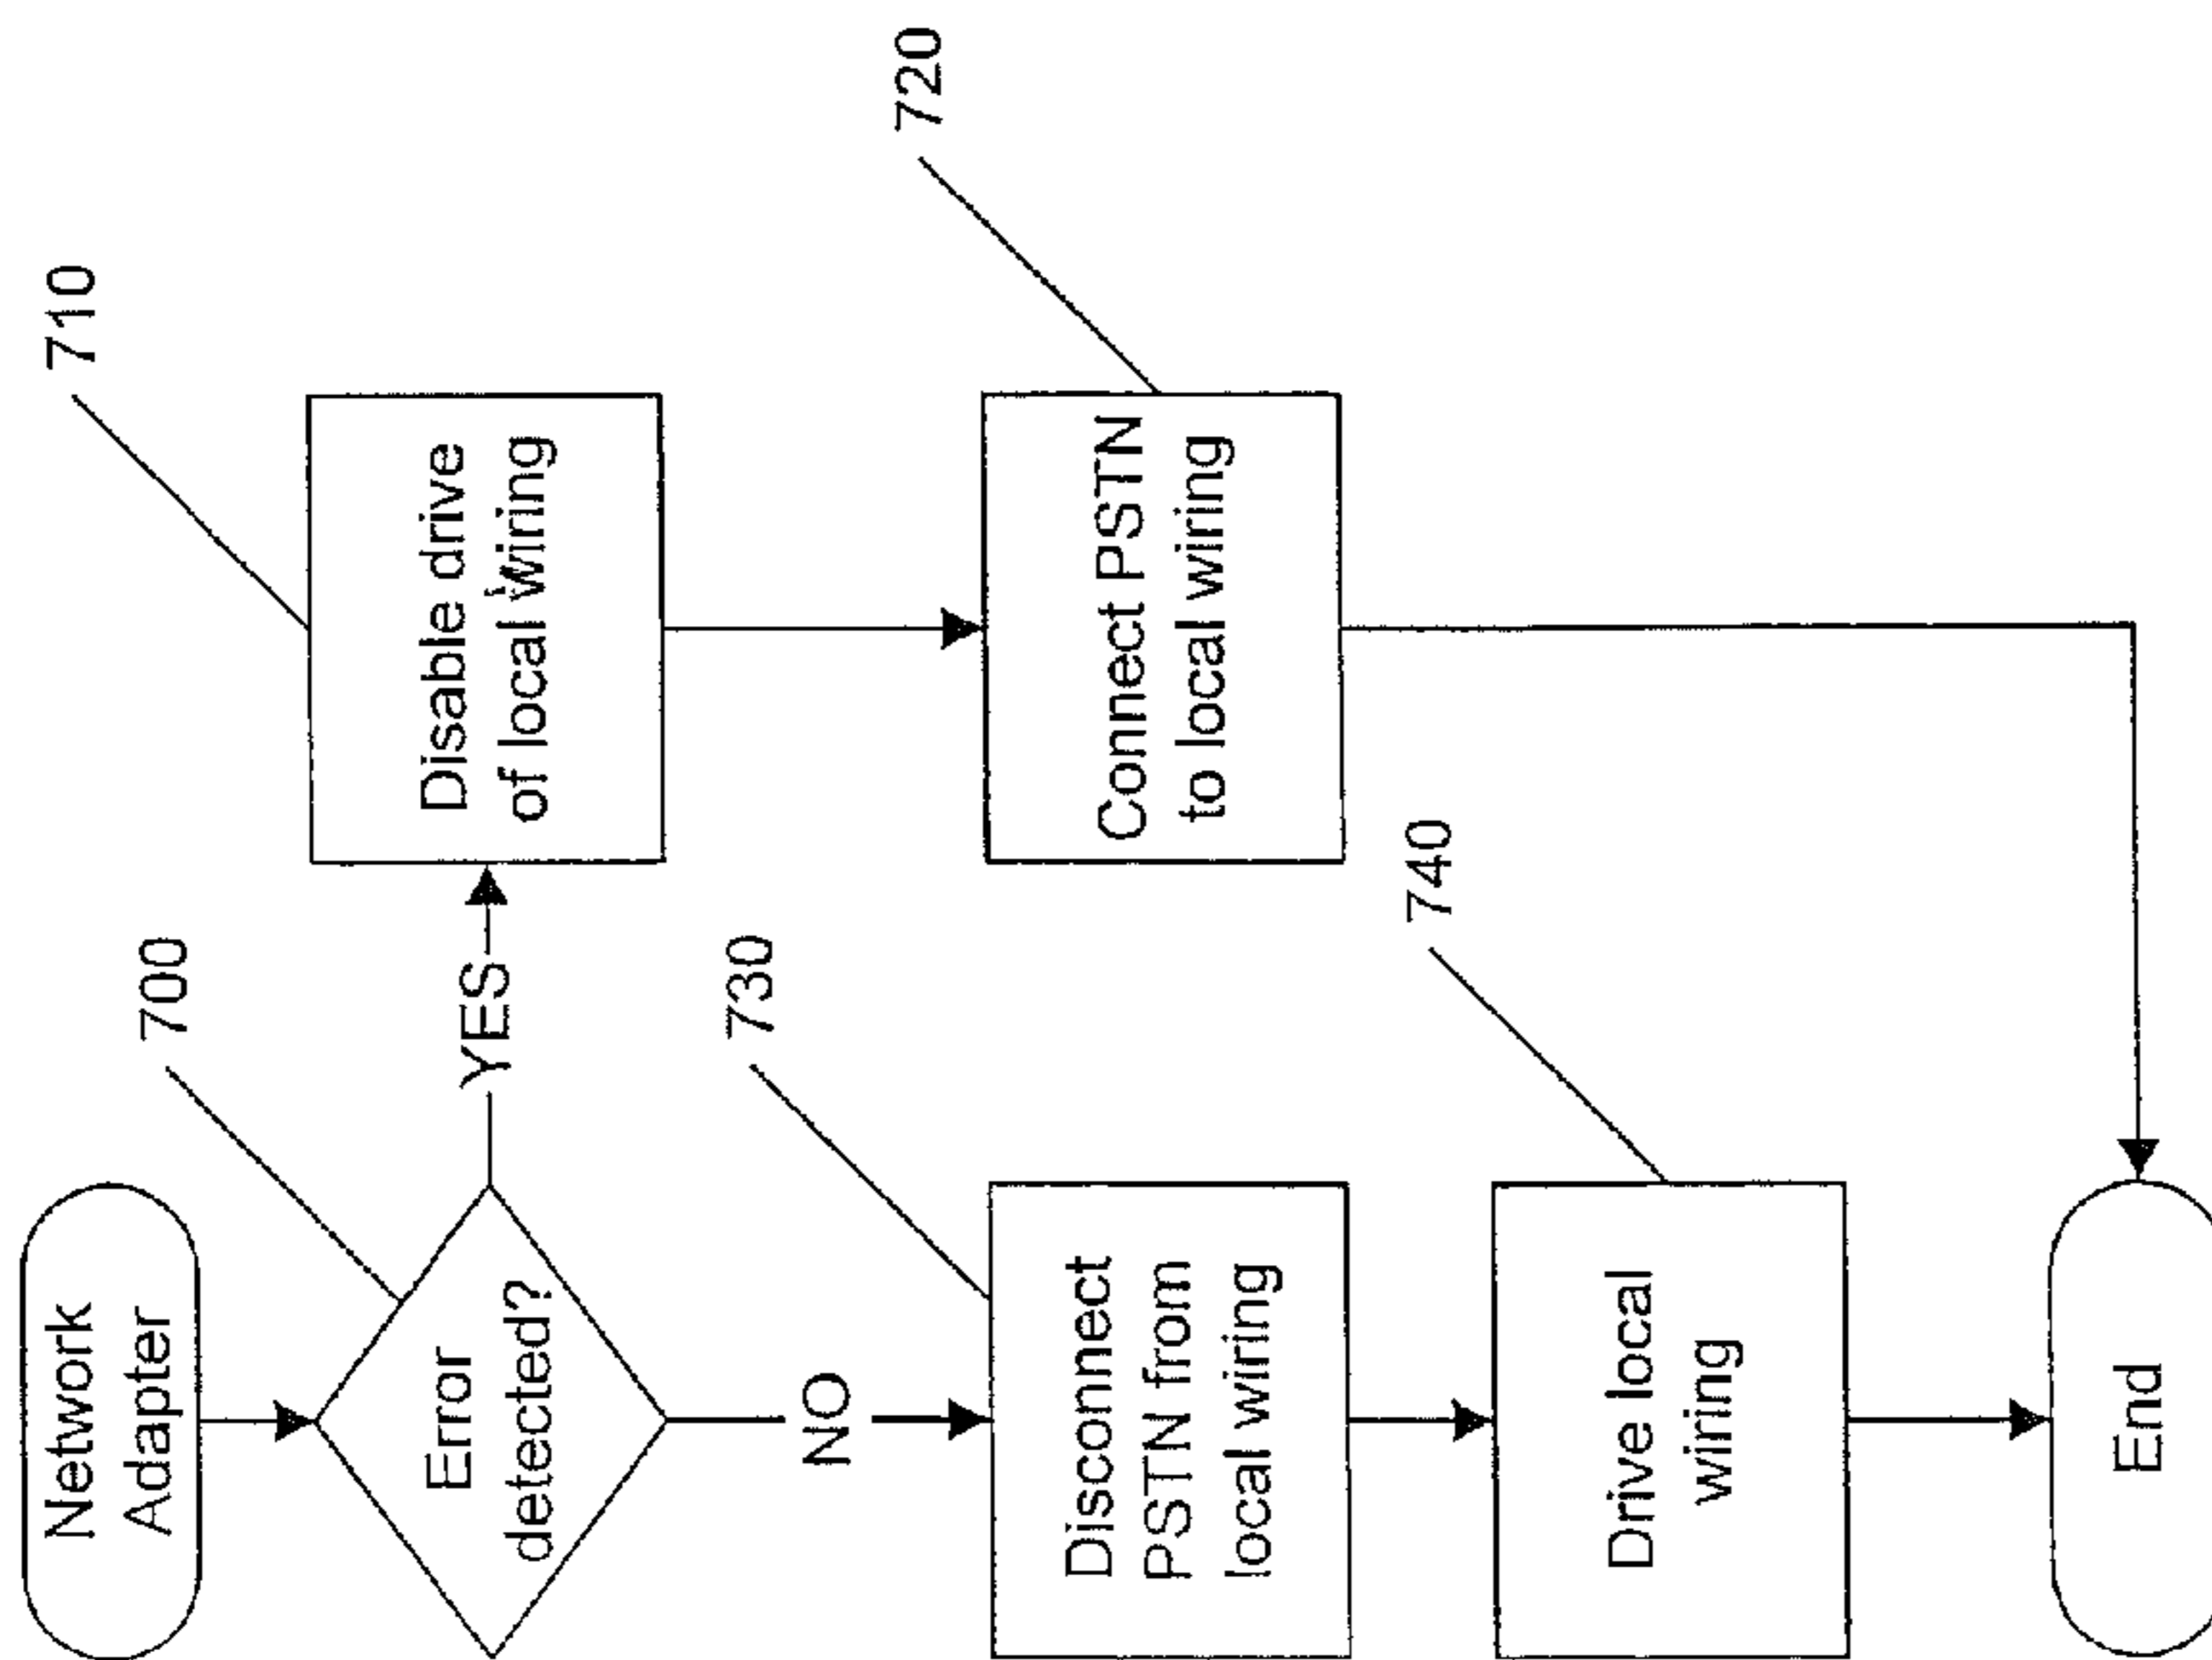 Network
Adapter
700
Error
detected?
YES
710
Disable drive
of local wiring
720
Connect PSTN
to local wiring
NO
730
Disconnect
PSTN from
local wiring
740
Drive local
wiring
End